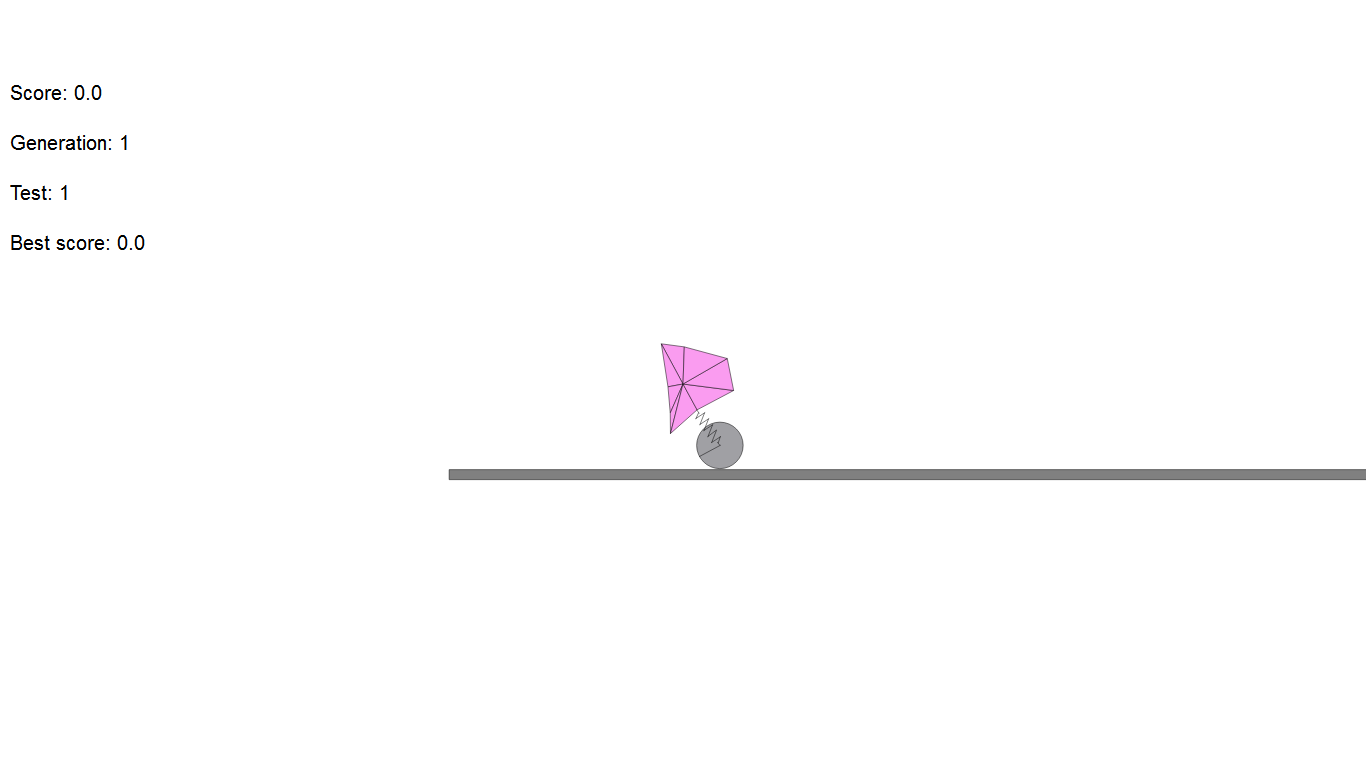 Score: 0.0
Generation: 1
Test: 1
Best score: 0.0